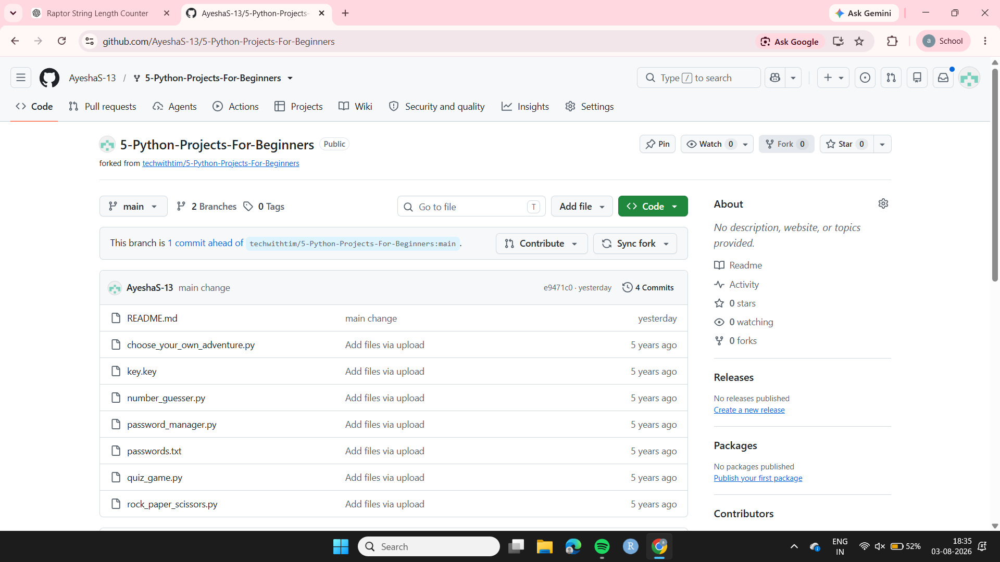 Raptor String Length Counter
AyeshaS-13/5-Python-Projects-
Ask Gemini
github.com/AyeshaS-13/5-Python-Projects-For-Beginners
Ask Google
a School
AyeshaS-13 / 5-Python-Projects-For-Beginners
Type / to search
Code
Pull requests
Agents
Actions
Projects
Wiki
Security and quality
Insights
Settings
5-Python-Projects-For-Beginners Public
Pin
Watch 0
Fork 0
Star 0
forked from techwithtim/5-Python-Projects-For-Beginners
main
2 Branches
0 Tags
Go to file T
Add file
Code
This branch is 1 commit ahead of techwithtim/5-Python-Projects-For-Beginners:main .
Contribute
Sync fork
AyeshaS-13 main change e9471c0 · yesterday 4 Commits
README.md main change yesterday
choose_your_own_adventure.py Add files via upload 5 years ago
key.key Add files via upload 5 years ago
number_guesser.py Add files via upload 5 years ago
password_manager.py Add files via upload 5 years ago
passwords.txt Add files via upload 5 years ago
quiz_game.py Add files via upload 5 years ago
rock_paper_scissors.py Add files via upload 5 years ago
About
No description, website, or topics
provided.
Readme
Activity
0 stars
0 watching
0 forks
Releases
No releases published
Create a new release
Packages
No packages published
Publish your first package
Contributors
Search
R
a
ENG
IN
52%
18:35
03-08-2026